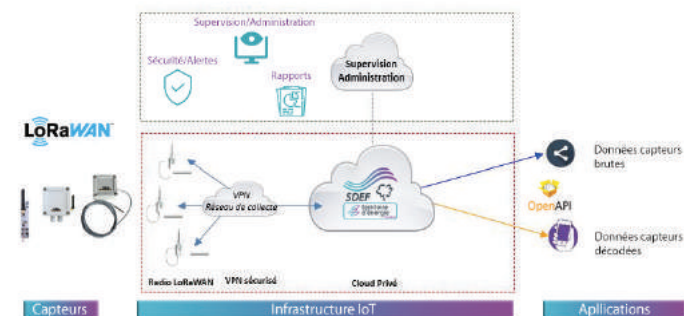 Supervision/Administration
Sécurité/Alertes
Rapports
Supervision
Administration
LoRaWAN
VPN
Réseau de collecte
SDEF
Données capteurs
brutes
OpenAPI
Données capteurs
décodées
Radio LoRaWAN
VPN sécurisé
Cloud Privé
Capteurs
Infrastructure IoT
Apllications